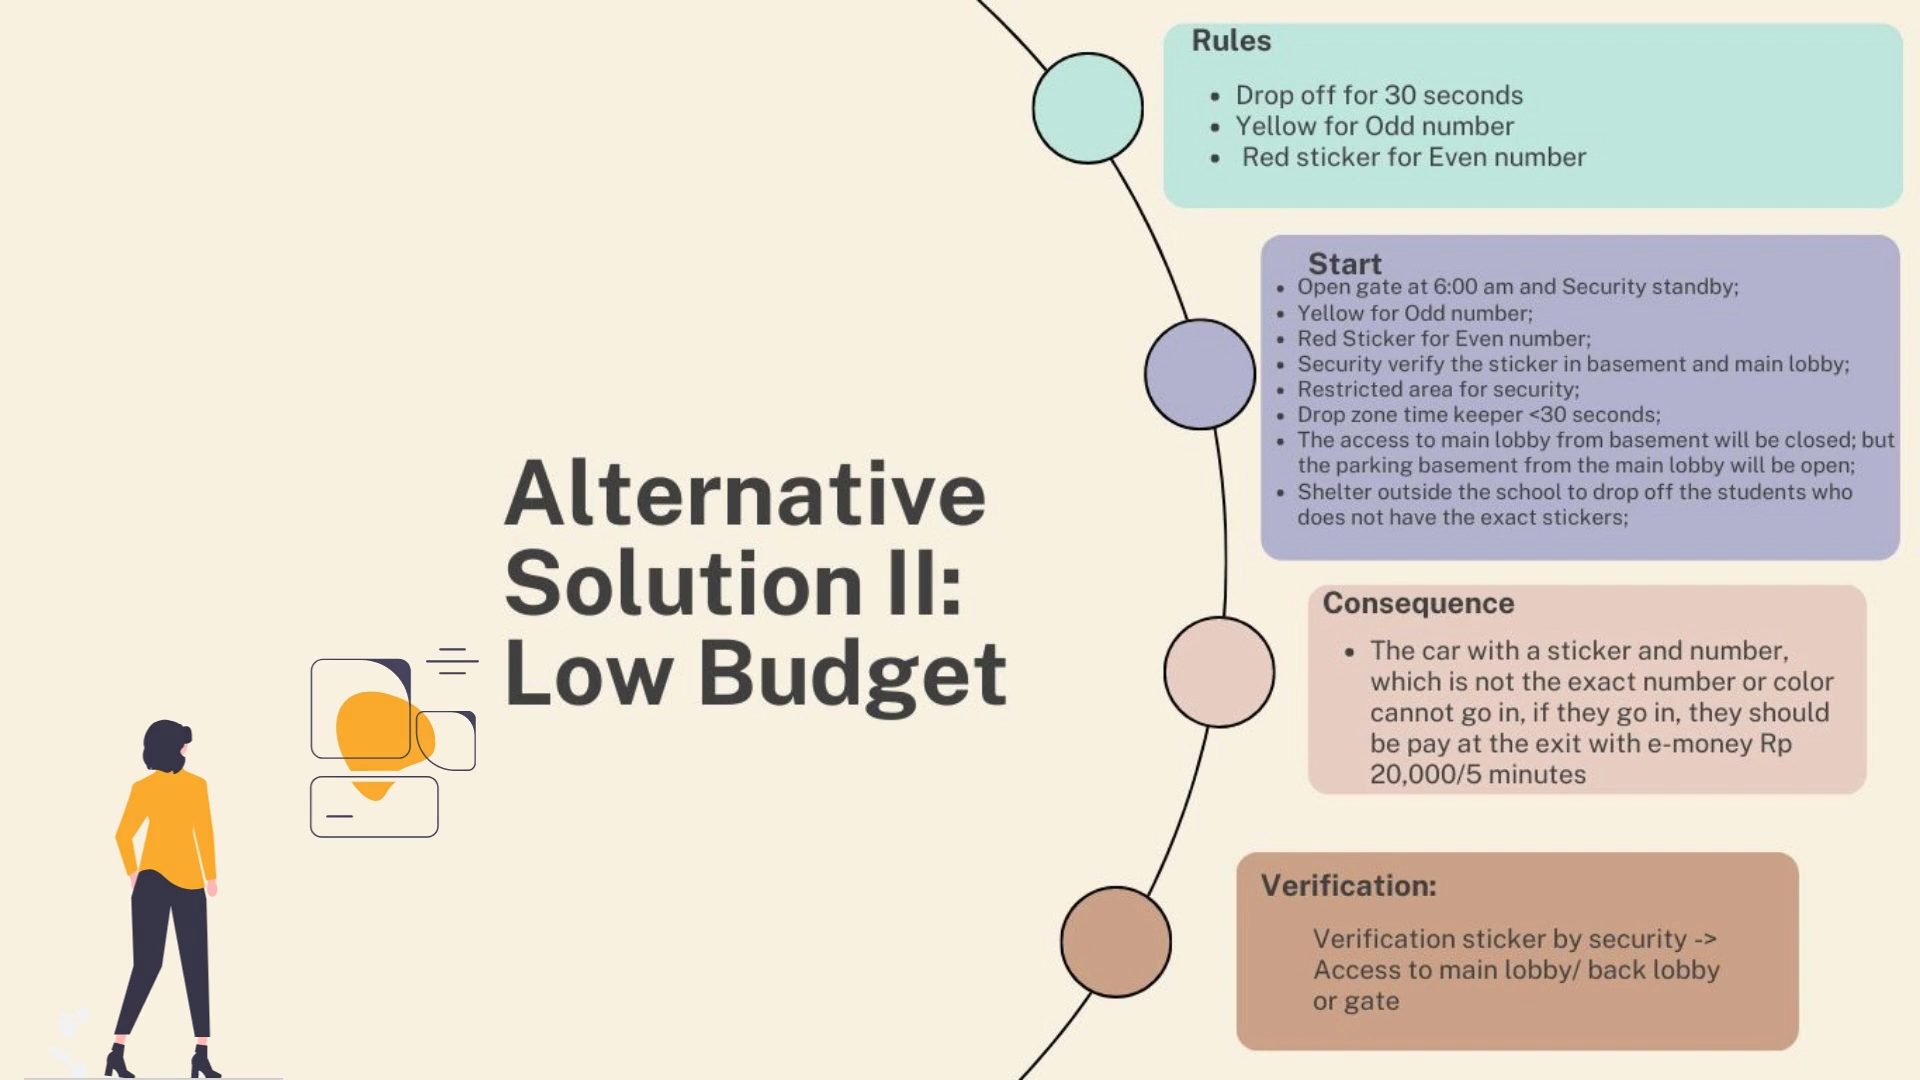 Alternative
Solution II:
Low Budget
Rules
• Drop off for 30 seconds
• Yellow for Odd number
• Red sticker for Even number
Start
• Open gate at 6:00 am and Security standby;
• Yellow for Odd number;
• Red Sticker for Even number;
• Security verify the sticker in basement and main lobby;
• Restricted area for security;
• Drop zone time keeper <30 seconds;
• The access to main lobby from basement will be closed; but
the parking basement from the main lobby will be open;
• Shelter outside the school to drop off the students who
does not have the exact stickers;
Consequence
• The car with a sticker and number,
which is not the exact number or color
cannot go in, if they go in, they should
be pay at the exit with e-money Rp
20,000/5 minutes
Verification:
Verification sticker by security ->
Access to main lobby/ back lobby
or gate